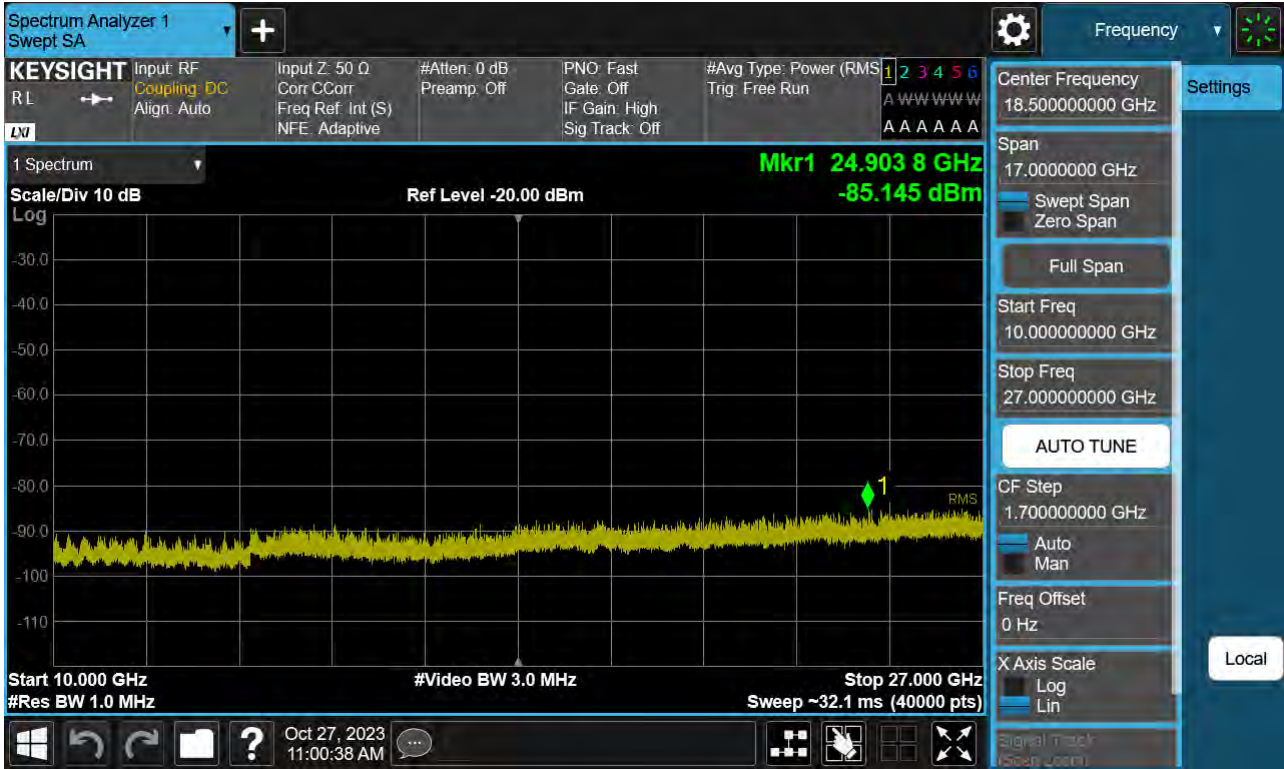 Spectrum Analyzer 1
Swept SA
+
Frequency
KEYSIGHT
R L
LXI
Input: RF
Coupling: DC
Align: Auto
Input Z: 50 Ω
Corr CCorr
Freq Ref: Int (S)
NFE: Adaptive
#Atten: 0 dB
Preamp: Off
PNO: Fast
Gate: Off
IF Gain: High
Sig Track: Off
#Avg Type: Power (RMS
Trig: Free Run
1 2 3 4 5 6
A W W W W W
A A A A A A
1 Spectrum
Scale/Div 10 dB
Ref Level -20.00 dBm
Mkr1 24.903 8 GHz
-85.145 dBm
Log
-30.0
-40.0
-50.0
-60.0
-70.0
-80.0
-90.0
-100
-110
1
RMS
Start 10.000 GHz
#Video BW 3.0 MHz
Stop 27.000 GHz
#Res BW 1.0 MHz
Sweep ~32.1 ms (40000 pts)
Center Frequency
18.500000000 GHz
Span
17.0000000 GHz
Swept Span
Zero Span
Full Span
Start Freq
10.000000000 GHz
Stop Freq
27.000000000 GHz
AUTO TUNE
CF Step
1.700000000 GHz
Auto
Man
Freq Offset
0 Hz
X Axis Scale
Log
Lin
Signal Track
(Span Zoom)
Settings
Local
?
Oct 27, 2023
11:00:38 AM